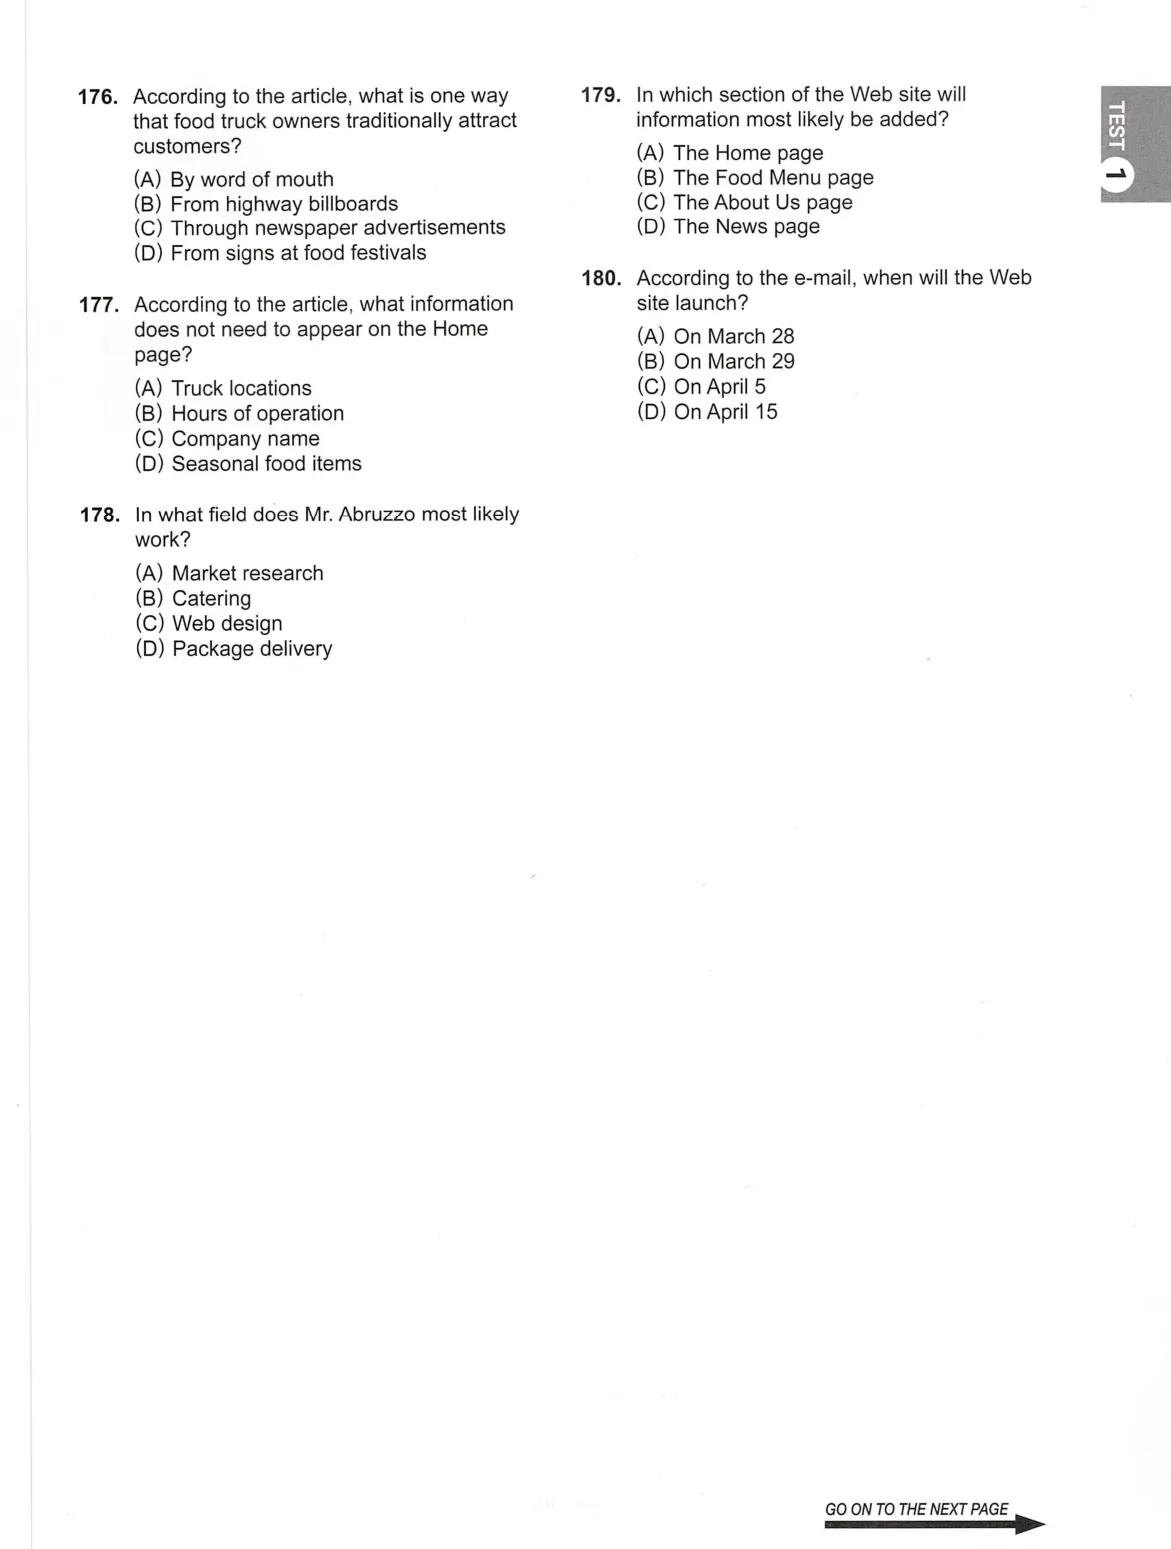 176. According to the article, what is one way
that food truck owners traditionally attract
customers?
(A) By word of mouth
(B) From highway billboards
(C) Through newspaper advertisements
(D) From signs at food festivals
177. According to the article, what information
does not need to appear on the Home
page?
(A) Truck locations
(B) Hours of operation
(C) Company name
(D) Seasonal food items
178. In what field does Mr. Abruzzo most likely
work?
(A) Market research
(B) Catering
(C) Web design
(D) Package delivery
179. In which section of the Web site will
information most likely be added?
(A) The Home page
(B) The Food Menu page
(C) The About Us page
(D) The News page
180. According to the e-mail, when will the Web
site launch?
(A) On March 28
(B) On March 29
(C) On April 5
(D) On April 15
TEST 1
GO ON TO THE NEXT PAGE